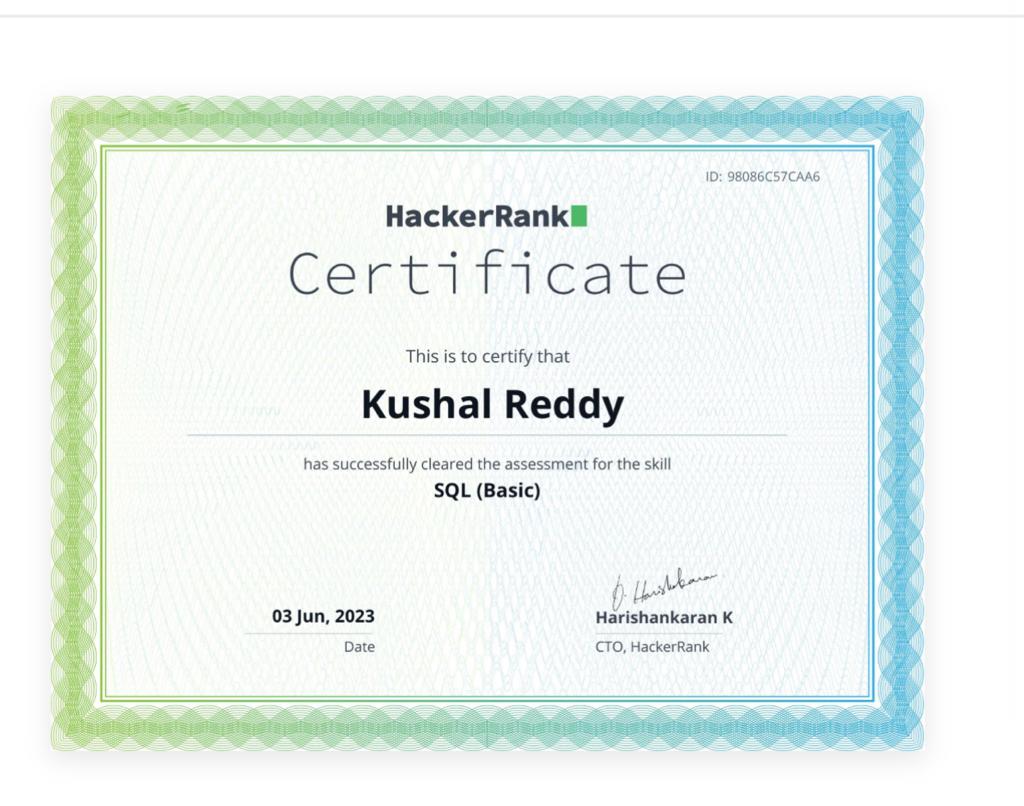 ID: 98086C57CAA6
HackerRank
Certificate
This is to certify that
Kushal Reddy
has successfully cleared the assessment for the skill
SQL (Basic)
03 Jun, 2023
Date
D. Harishankaran
Harishankaran K
CTO, HackerRank